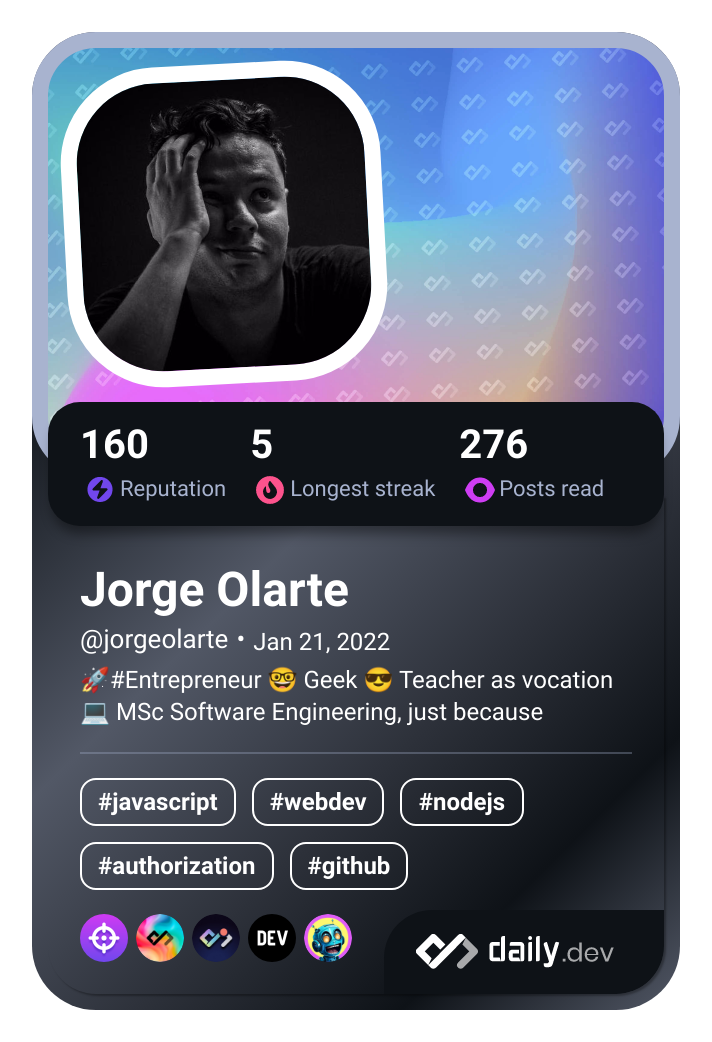 160 5 276
Reputation Longest streak Posts read
Jorge Olarte
@jorgeolarte • Jan 21, 2022
🚀#Entrepreneur 🤓 Geek 😎 Teacher as vocation
💻 MSc Software Engineering, just because
#javascript #webdev #nodejs
#authorization #github
DEV daily.dev